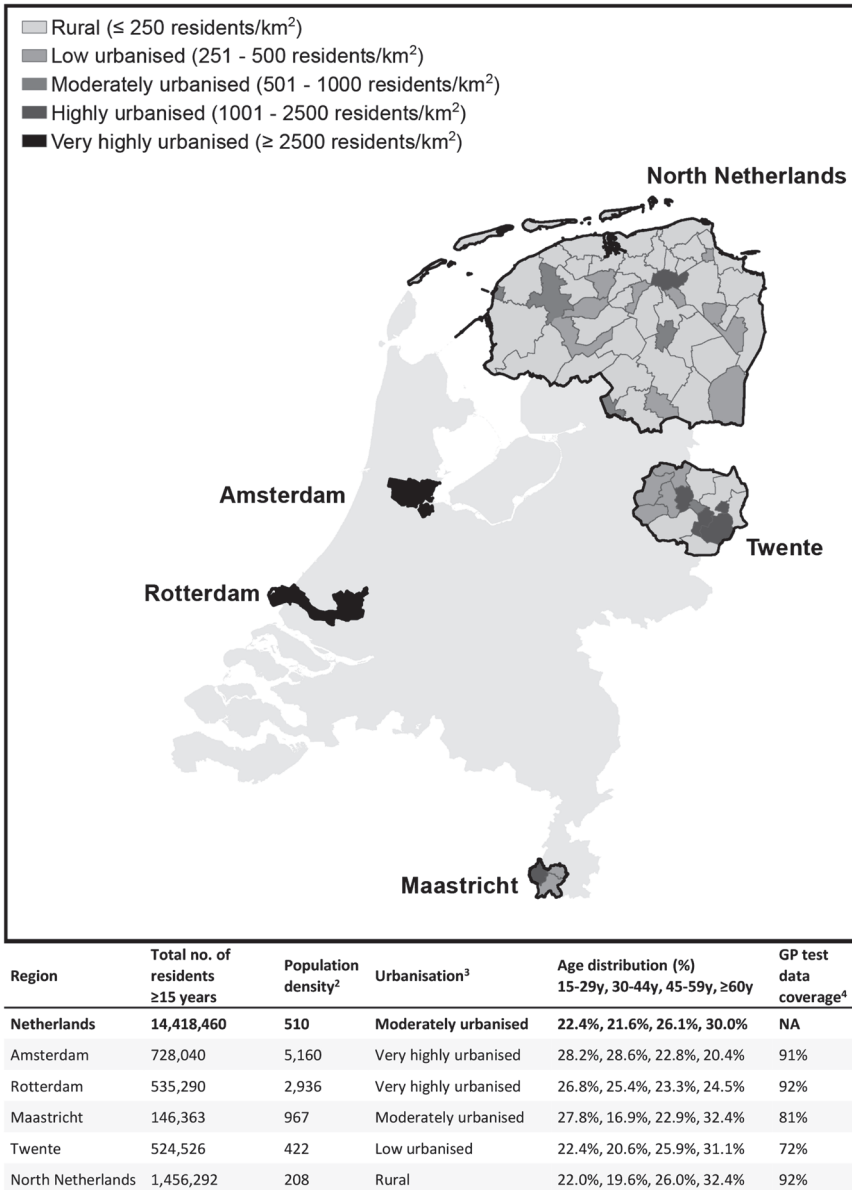 Rural (≤ 250 residents/km²)
Low urbanised (251 - 500 residents/km²)
Moderately urbanised (501 - 1000 residents/km²)
Highly urbanised (1001 - 2500 residents/km²)
Very highly urbanised (≥ 2500 residents/km²)
North Netherlands
Amsterdam
Twente
Rotterdam
Maastricht
Region Total no. of residents ≥15 years Population density² Urbanisation³ Age distribution (%) 15-29y, 30-44y, 45-59y, ≥60y GP test data coverage⁴
Netherlands 14,418,460 510 Moderately urbanised 22.4%, 21.6%, 26.1%, 30.0% NA
Amsterdam 728,040 5,160 Very highly urbanised 28.2%, 28.6%, 22.8%, 20.4% 91%
Rotterdam 535,290 2,936 Very highly urbanised 26.8%, 25.4%, 23.3%, 24.5% 92%
Maastricht 146,363 967 Moderately urbanised 27.8%, 16.9%, 22.9%, 32.4% 81%
Twente 524,526 422 Low urbanised 22.4%, 20.6%, 25.9%, 31.1% 72%
North Netherlands 1,456,292 208 Rural 22.0%, 19.6%, 26.0%, 32.4% 92%